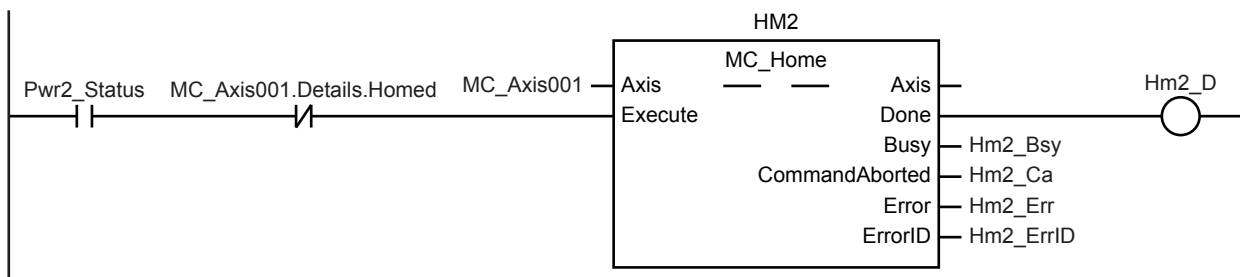 HM2
MC_Home
Pwr2_Status MC_Axis001.Details.Homed MC_Axis001 Axis Axis Hm2_D
Execute Done
Busy Hm2_Bsy
CommandAborted Hm2_Ca
Error Hm2_Err
ErrorID Hm2_ErrID